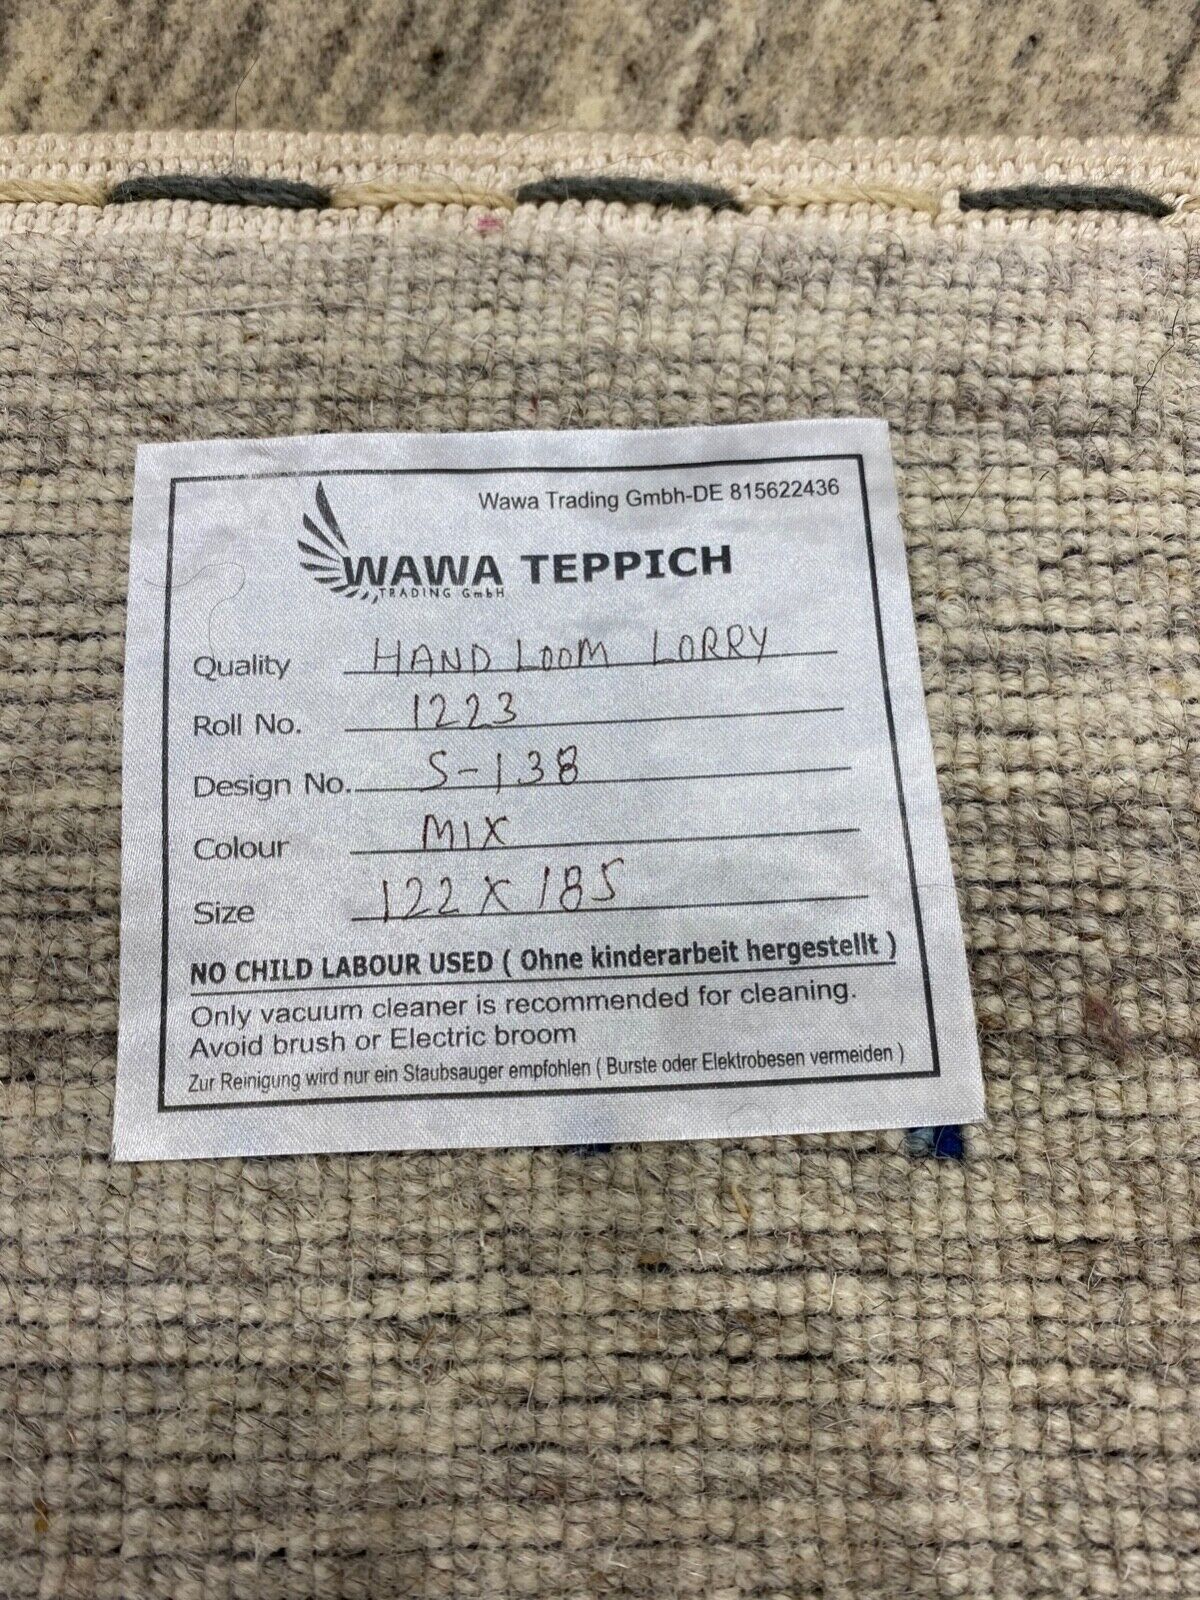 Wawa Trading Gmbh-DE 815622436
WAWA TEPPICH
TRADING GmbH
Quality HAND LOOM LORRY
Roll No. 1223
Design No. S-138
Colour MIX
Size 122 X 185
NO CHILD LABOUR USED ( Ohne kinderarbeit hergestellt )
Only vacuum cleaner is recommended for cleaning.
Avoid brush or Electric broom
Zur Reinigung wird nur ein Staubsauger empfohlen ( Burste oder Elektrobesen vermeiden )